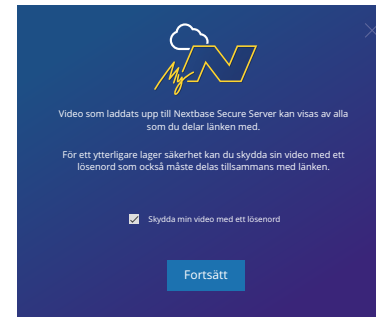 My N
Video som laddats upp till Nextbase Secure Server kan visas av alla
som du delar länken med.
För ett ytterligare lager säkerhet kan du skydda sin video med ett
lösenord som också måste delas tillsammans med länken.
Skydda min video med ett lösenord
Fortsätt